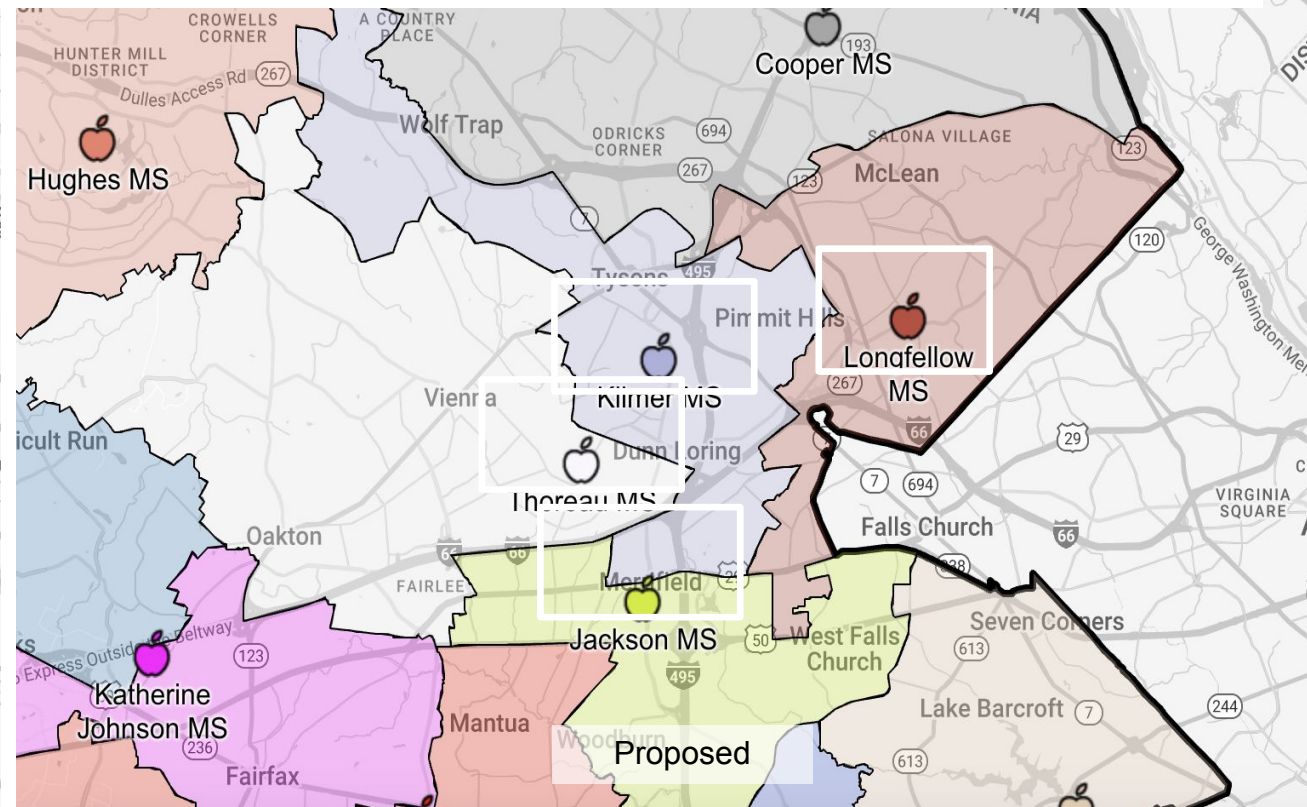 CROWELLS
CORNER
A COUNTRY
PLACE
193
Cooper MS
HUNTER MILL
DISTRICT
267
Dulles Access Rd
Wolf Trap
ODRICKS
CORNER
694
SALONA VILLAGE
123
Hughes MS
267
123
McLean
7
120
George Washington
Tysons
495
Pimmit Hills
Longfellow
MS
267
Vienna
Kilmer MS
66
29
Dunn Loring
icult Run
Thoreau MS
7
694
VIRGINIA
SQUARE
Oakton
66
66
Falls Church
66
FAIRLEE
Merrifield
29
338
Jackson MS
50
West Falls
Church
Seven Corners
613
Express Outside the Beltway
123
495
Katherine
Johnson MS
Mantua
Lake Barcroft
7
244
236
Woodburn
Proposed
613
Fairfax